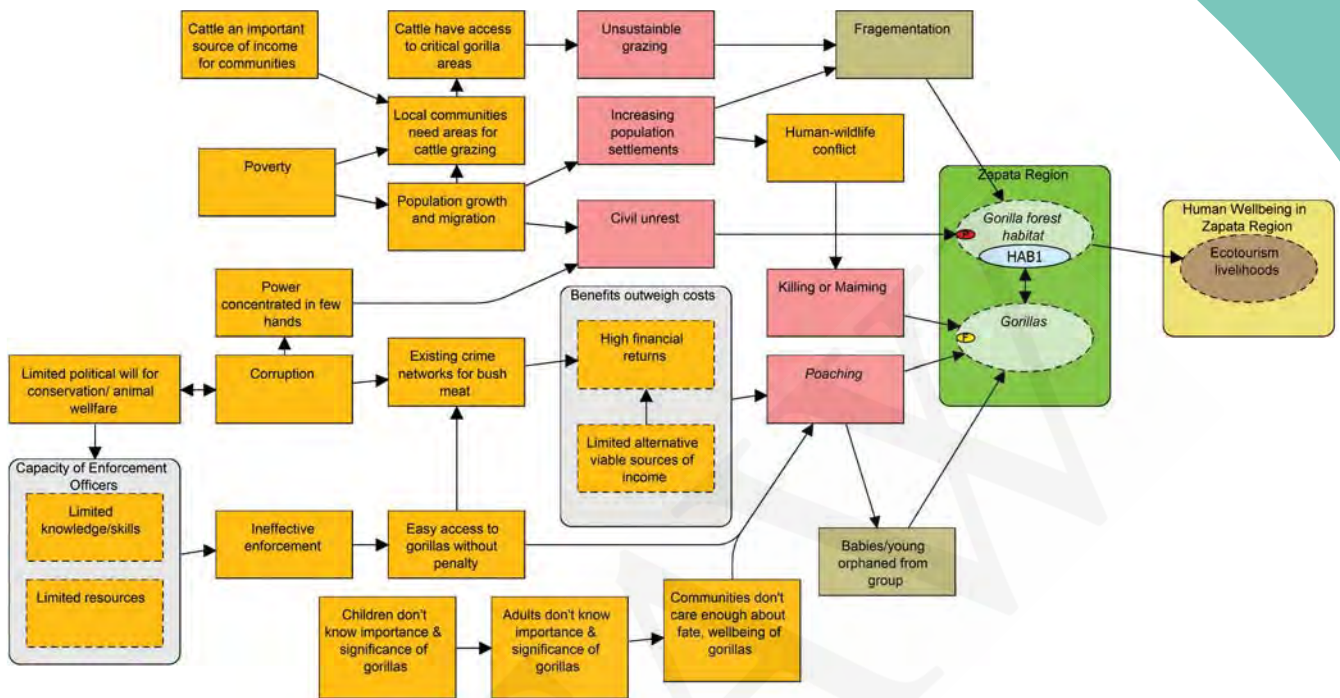 Cattle an important
source of income
for communities
Cattle have access
to critical gorilla
areas
Unsustainble
grazing
Fragementation
Local communities
need areas for
cattle grazing
Increasing
population
settlements
Human-wildlife
conflict
Poverty
Population growth
and migration
Civil unrest
Zapata Region
Gorilla forest
habitat
P
HAB1
Gorillas
F
Human Wellbeing in
Zapata Region
Ecotourism
livelihoods
Power
concentrated in few
hands
Benefits outweigh costs
High financial
returns
Limited alternative
viable sources of
income
Killing or Maiming
Poaching
Limited political will for
conservation/ animal
wellfare
Corruption
Existing crime
networks for bush
meat
Capacity of Enforcement
Officers
Limited
knowledge/skills
Limited resources
Ineffective
enforcement
Easy access to
gorillas without
penalty
Babies/young
orphaned from
group
Children don't
know importance &
significance of
gorillas
Adults don't know
importance &
significance of
gorillas
Communities don't
care enough about
fate, wellbeing of
gorillas